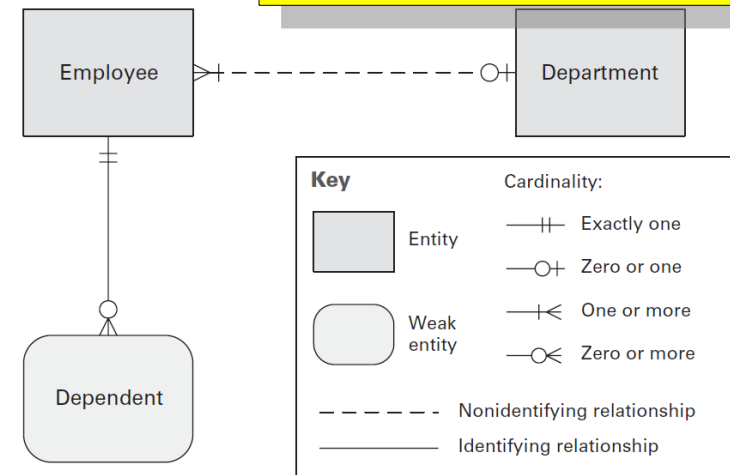 Employee
Department
Key
Cardinality:
Exactly one
Entity
Zero or one
One or more
Weak
entity
Zero or more
Dependent
Nonidentifying relationship
Identifying relationship